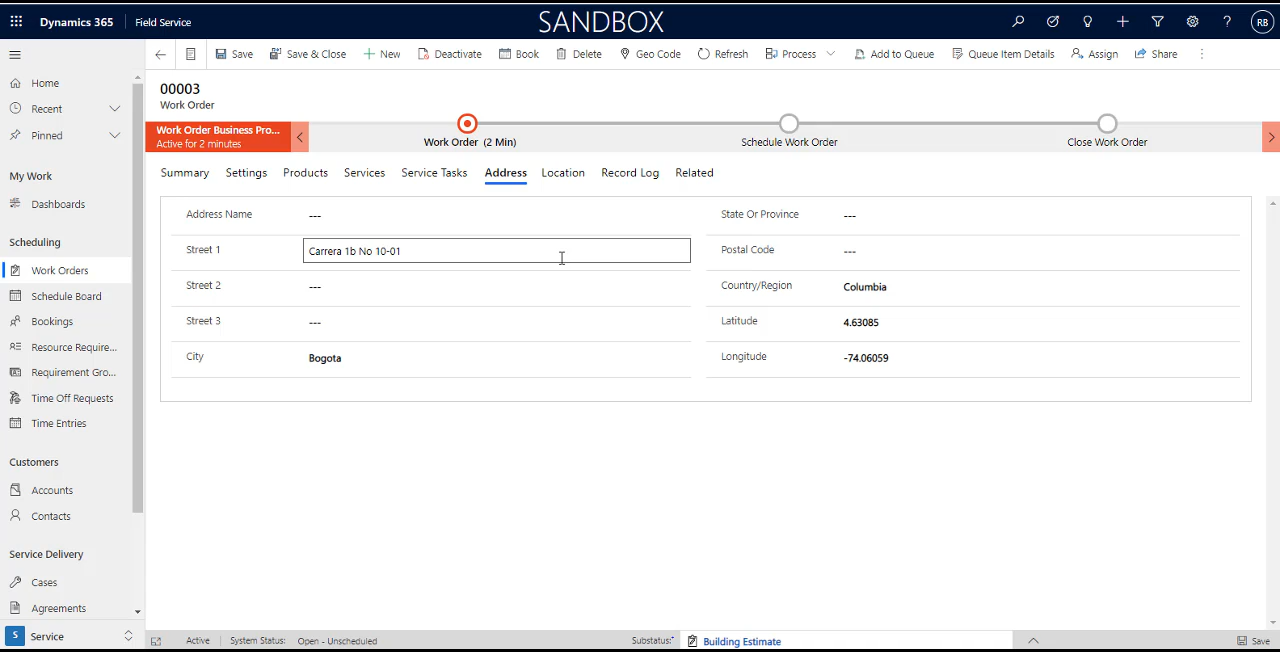 Dynamics 365 Field Service SANDBOX ? RB
Save Save & Close New Deactivate Book Delete Geo Code Refresh Process Add to Queue Queue Item Details Assign Share
Home
Recent
Pinned
My Work
Dashboards
Scheduling
Work Orders
Schedule Board
Bookings
Resource Require...
Requirement Gro...
Time Off Requests
Time Entries
Customers
Accounts
Contacts
Service Delivery
Cases
Agreements
S Service
00003
Work Order
Work Order Business Pro...
Active for 2 minutes
Work Order (2 Min) Schedule Work Order Close Work Order
Summary Settings Products Services Service Tasks Address Location Record Log Related
Address Name --- State Or Province ---
Street 1 Carrera 1b No 10-01 Postal Code ---
Street 2 --- Country/Region Columbia
Street 3 --- Latitude 4.63085
City Bogota Longitude -74.06059
Active System Status: Open - Unscheduled Substatus:* Building Estimate Save